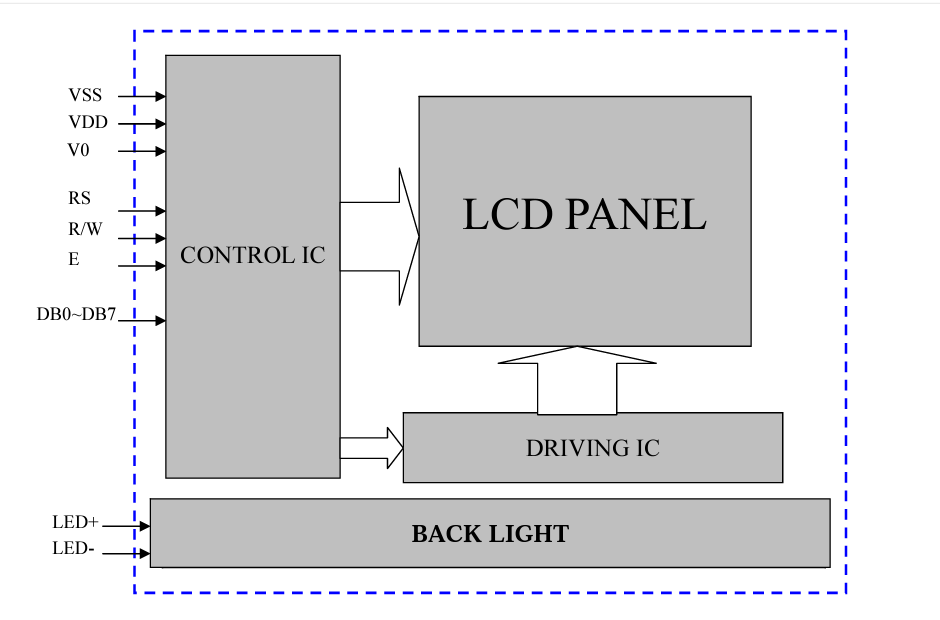 VSS
VDD
V0
RS
R/W
E
DB0~DB7
CONTROL IC
LCD PANEL
DRIVING IC
LED+
LED-
BACK LIGHT